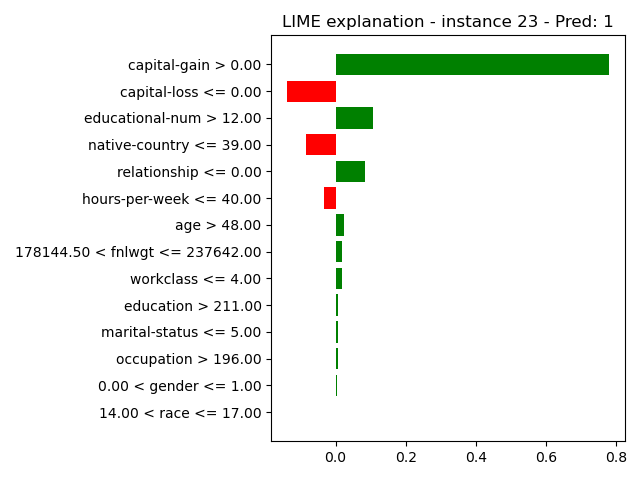 LIME explanation - instance 23 - Pred: 1
capital-gain > 0.00
capital-loss <= 0.00
educational-num > 12.00
native-country <= 39.00
relationship <= 0.00
hours-per-week <= 40.00
age > 48.00
178144.50 < fnlwgt <= 237642.00
workclass <= 4.00
education > 211.00
marital-status <= 5.00
occupation > 196.00
0.00 < gender <= 1.00
14.00 < race <= 17.00
0.0 0.2 0.4 0.6 0.8